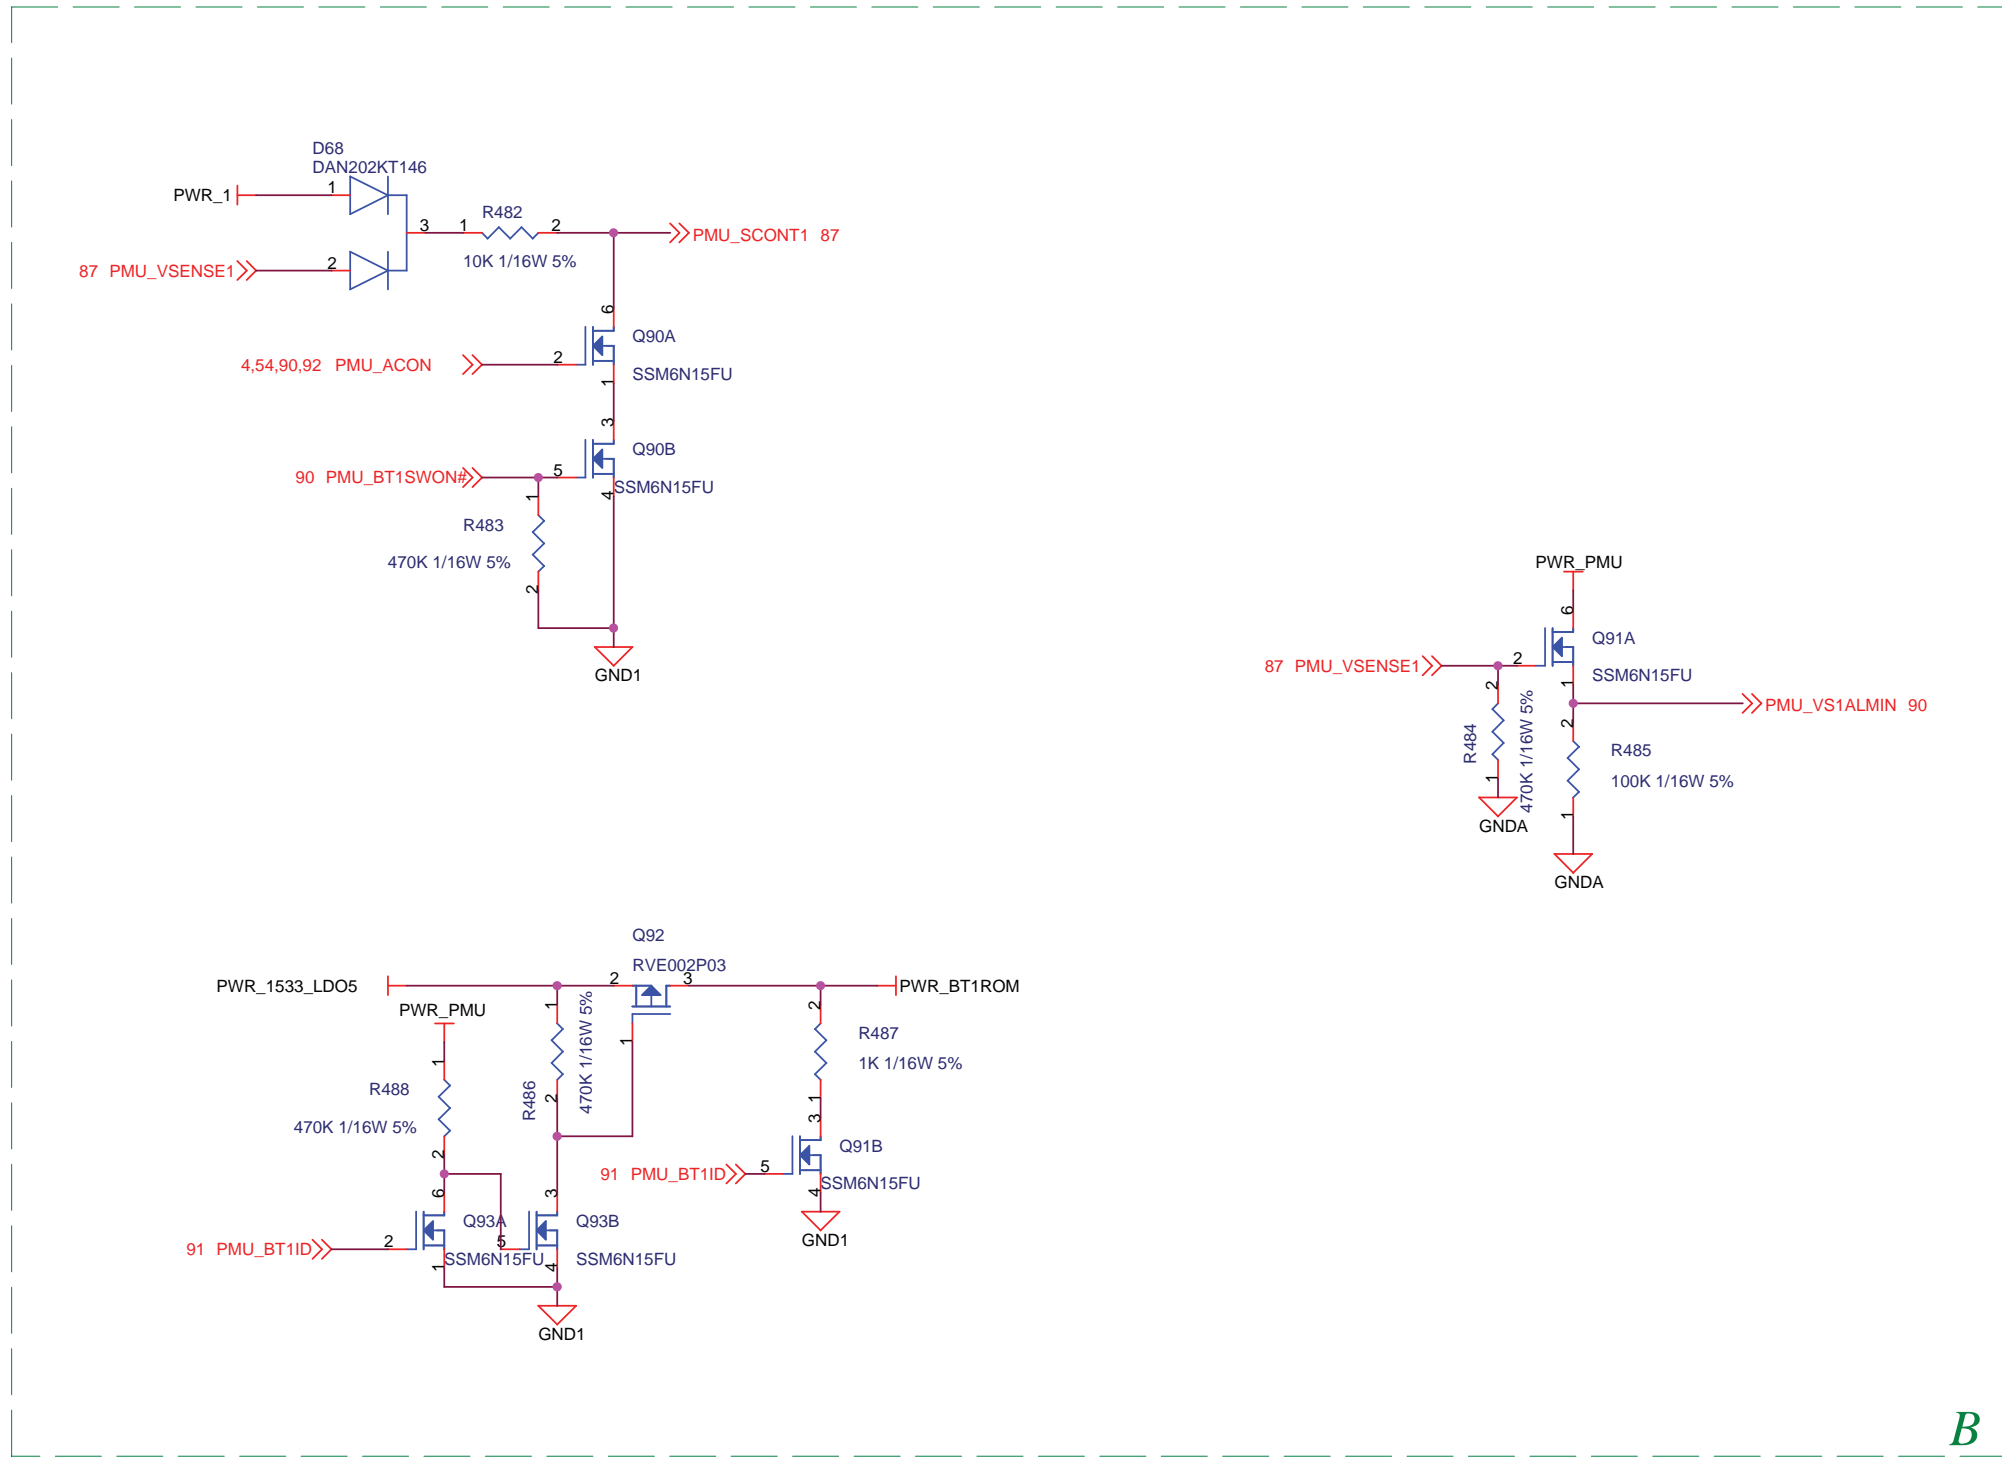 D68
DAN202KT146
PWR_1
1
3
1
R482
2
PMU_SCONT1 87
87 PMU_VSENSE1
2
10K 1/16W 5%
6
Q90A
4,54,90,92 PMU_ACON
2
SSM6N15FU
1
3
Q90B
90 PMU_BT1SWON#
5
SSM6N15FU
4
1
R483
470K 1/16W 5%
2
GND1
PWR_PMU
6
Q91A
87 PMU_VSENSE1
2
SSM6N15FU
1
PMU_VS1ALMIN 90
2
R484
470K 1/16W 5%
1
GNDA
2
R485
100K 1/16W 5%
1
GNDA
Q92
RVE002P03
PWR_1533_LDO5
2
3
PWR_BT1ROM
PWR_PMU
1
R488
470K 1/16W 5%
2
1
R486
470K 1/16W 5%
2
1
2
R487
1K 1/16W 5%
1
3
Q91B
91 PMU_BT1ID
5
SSM6N15FU
4
GND1
6
Q93A
91 PMU_BT1ID
2
SSM6N15FU
1
3
Q93B
5
SSM6N15FU
4
GND1
B